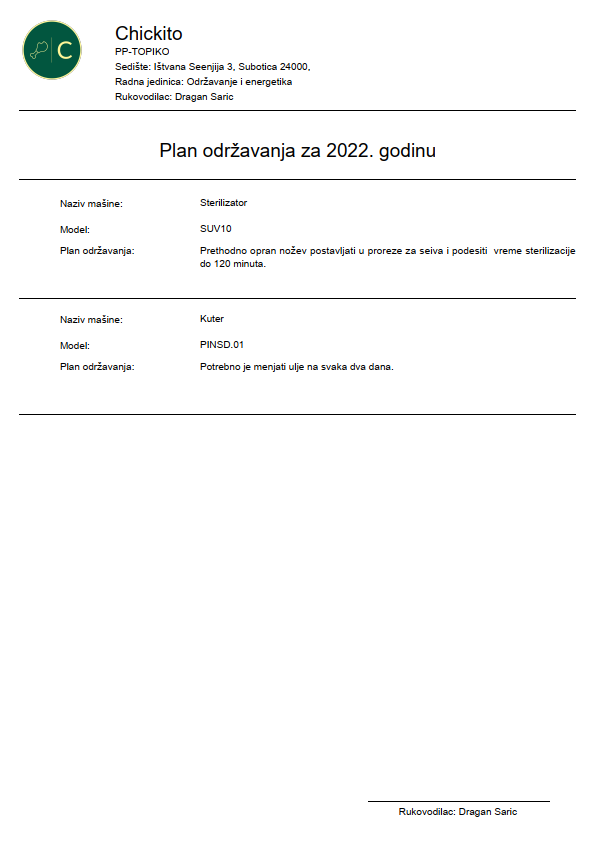 C
Chickito
PP-TOPIKO
Sedište: Ištvana Seenjija 3, Subotica 24000,
Radna jedinica: Održavanje i energetika
Rukovodilac: Dragan Saric
Plan održavanja za 2022. godinu
Naziv mašine: Sterilizator
Model: SUV10
Plan održavanja: Prethodno opran nožev postavljati u proreze za seiva i podesiti vreme sterilizacije
do 120 minuta.
Naziv mašine: Kuter
Model: PINSD.01
Plan održavanja: Potrebno je menjati ulje na svaka dva dana.
Rukovodilac: Dragan Saric